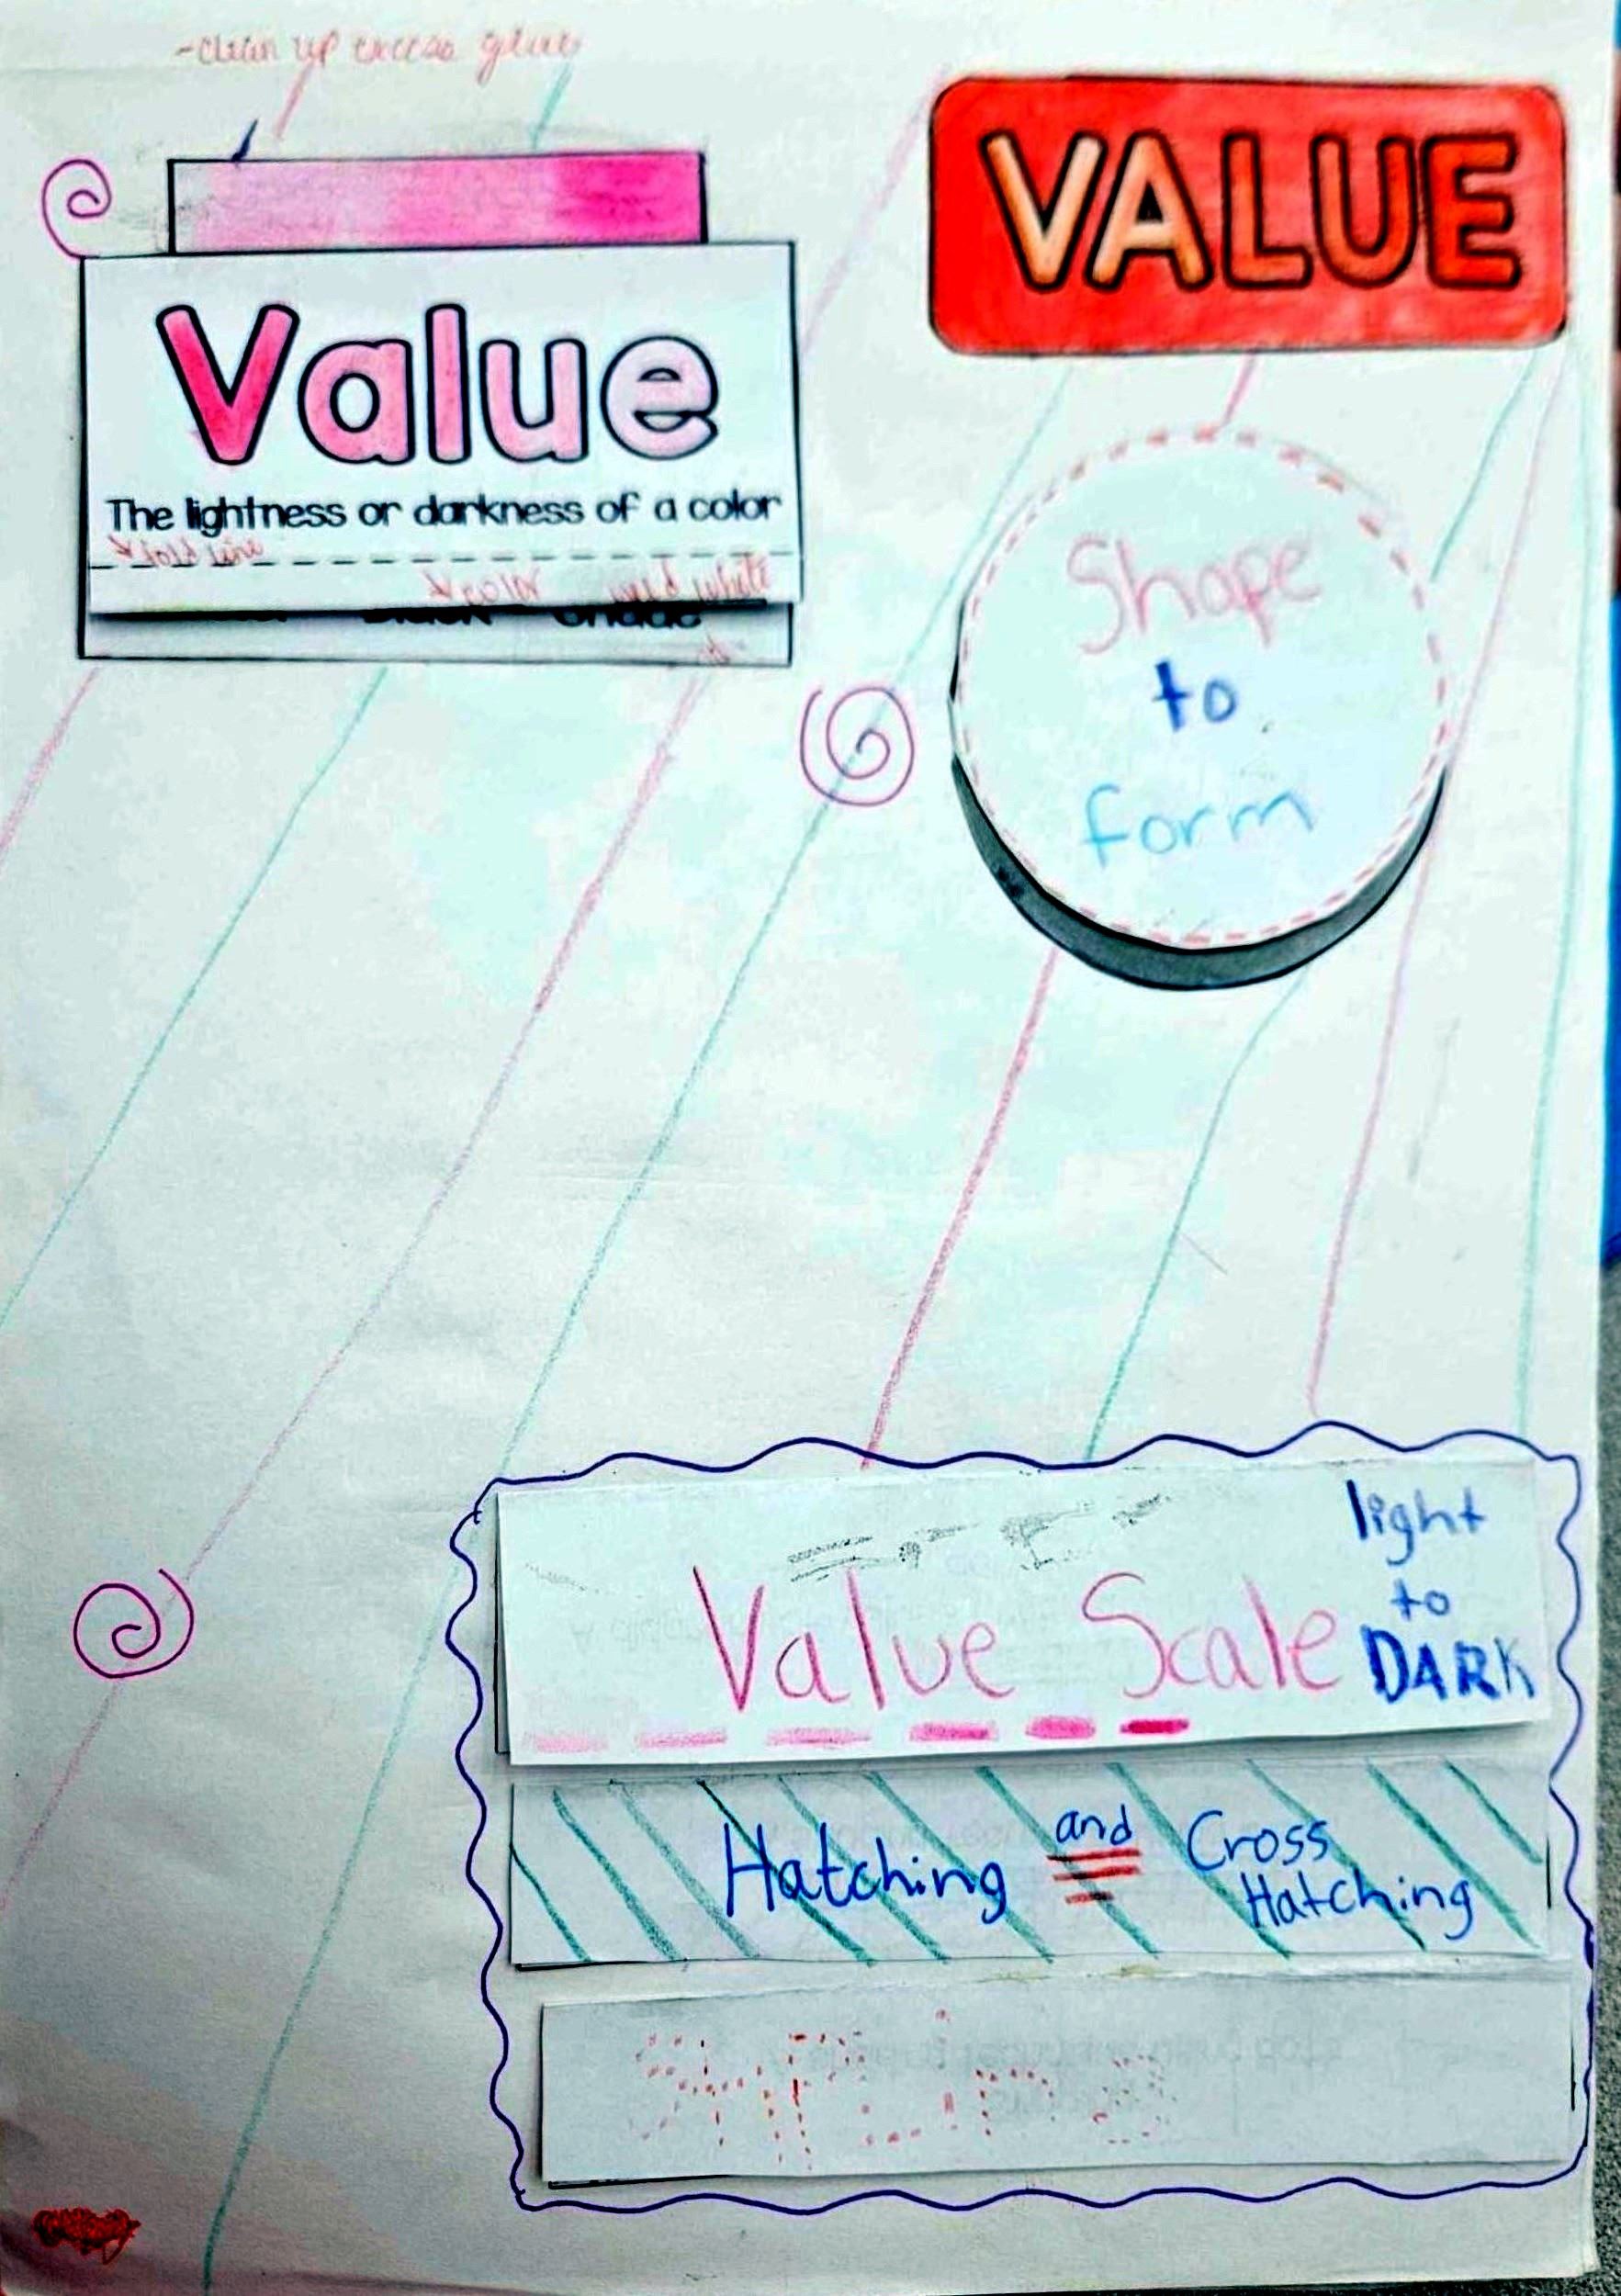 -clean up excess glue
VALUE
Value
The lightness or darkness of a color
*fold line
*color
white
Shape
to
form
light
to
DARK
Value Scale
Hatching and Cross
Hatching